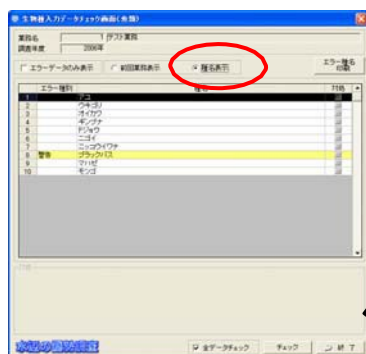 生物種入力データチェック画面(魚類)
業務名 1 テスト業務
調査年度 2006年
エラーデータのみ表示 前回業務表示 種名表示 エラー種名印刷
エラー種別 種名 対処
1 アユ
2 ウキゴリ
3 オイカワ
4 ギンブナ
5 ドジョウ
6 ニゴイ
7 ニッコウイワナ
8 警告 ブラックバス
9 マハゼ
10 モツゴ
水辺の国勢調査 全データチェック チェック 終 了